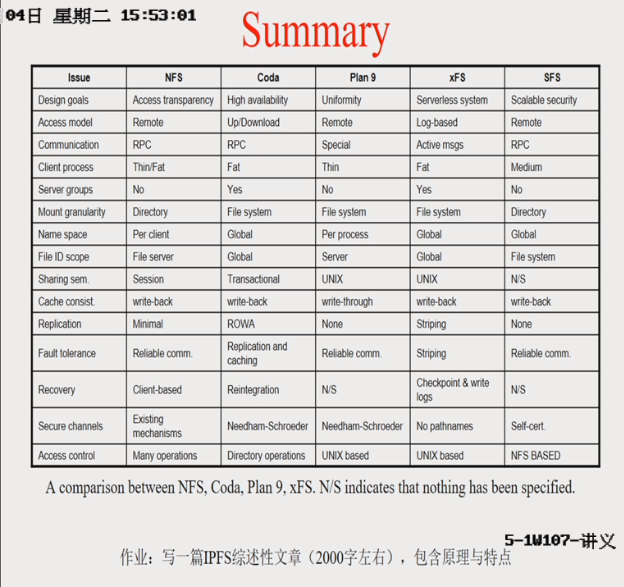 04日 星期二 15:53:01
Summary
Issue NFS Coda Plan 9 xFS SFS
Design goals Access transparency High availability Uniformity Serverless system Scalable security
Access model Remote Up/Download Remote Log-based Remote
Communication RPC RPC Special Active msgs RPC
Client process Thin/Fat Fat Thin Fat Medium
Server groups No Yes No Yes No
Mount granularity Directory File system File system File system Directory
Name space Per client Global Per process Global Global
File ID scope File server Global Server Global File system
Sharing sem. Session Transactional UNIX UNIX N/S
Cache consist. write-back write-back write-through write-back write-back
Replication Minimal ROWA None Striping None
Fault tolerance Reliable comm. Replication and caching Reliable comm. Striping Reliable comm.
Recovery Client-based Reintegration N/S Checkpoint & write logs N/S
Secure channels Existing mechanisms Needham-Schroeder Needham-Schroeder No pathnames Self-cert.
Access control Many operations Directory operations UNIX based UNIX based NFS BASED
A comparison between NFS, Coda, Plan 9, xFS. N/S indicates that nothing has been specified.
5-1W107-讲义
作业：写一篇IPFS综述性文章（2000字左右），包含原理与特点